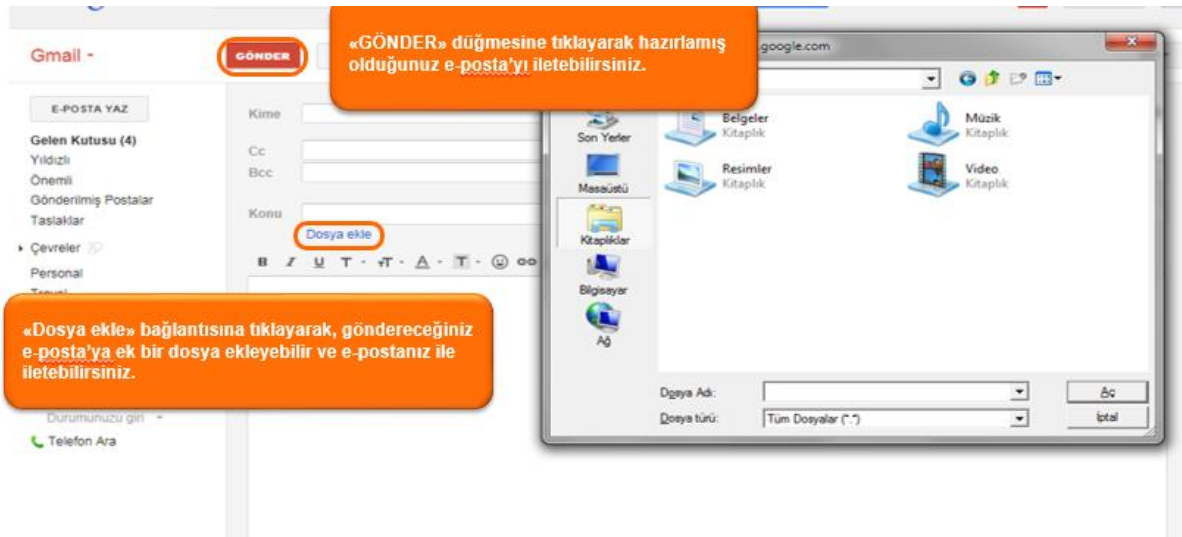 «GÖNDER» düğmesine tıklayarak hazırlamış
olduğunuz e-posta'yı iletebilirsiniz.
.google.com
Gmail
GÖNDER
E-POSTA YAZ
Gelen Kutusu (4)
Yıldızlı
Önemli
Gönderilmiş Postalar
Taslaklar
Çevreler
Personal
Travel
Kime
Cc
Bcc
Konu
Dosya ekle
B I U T T A T
«Dosya ekle» bağlantısına tıklayarak, göndereceğiniz
e-posta'ya ek bir dosya ekleyebilir ve e-postanız ile
iletebilirsiniz.
Durumunuzu giri
Telefon Ara
Son Yerler
Masaüstü
Kitaplıklar
Bilgisayar
Ağ
Belgeler
Kitaplık
Müzik
Kitaplık
Resimler
Kitaplık
Video
Kitaplık
Dosya Adı:
Aç
Dosya türü:
Tüm Dosyalar (*.*)
İptal